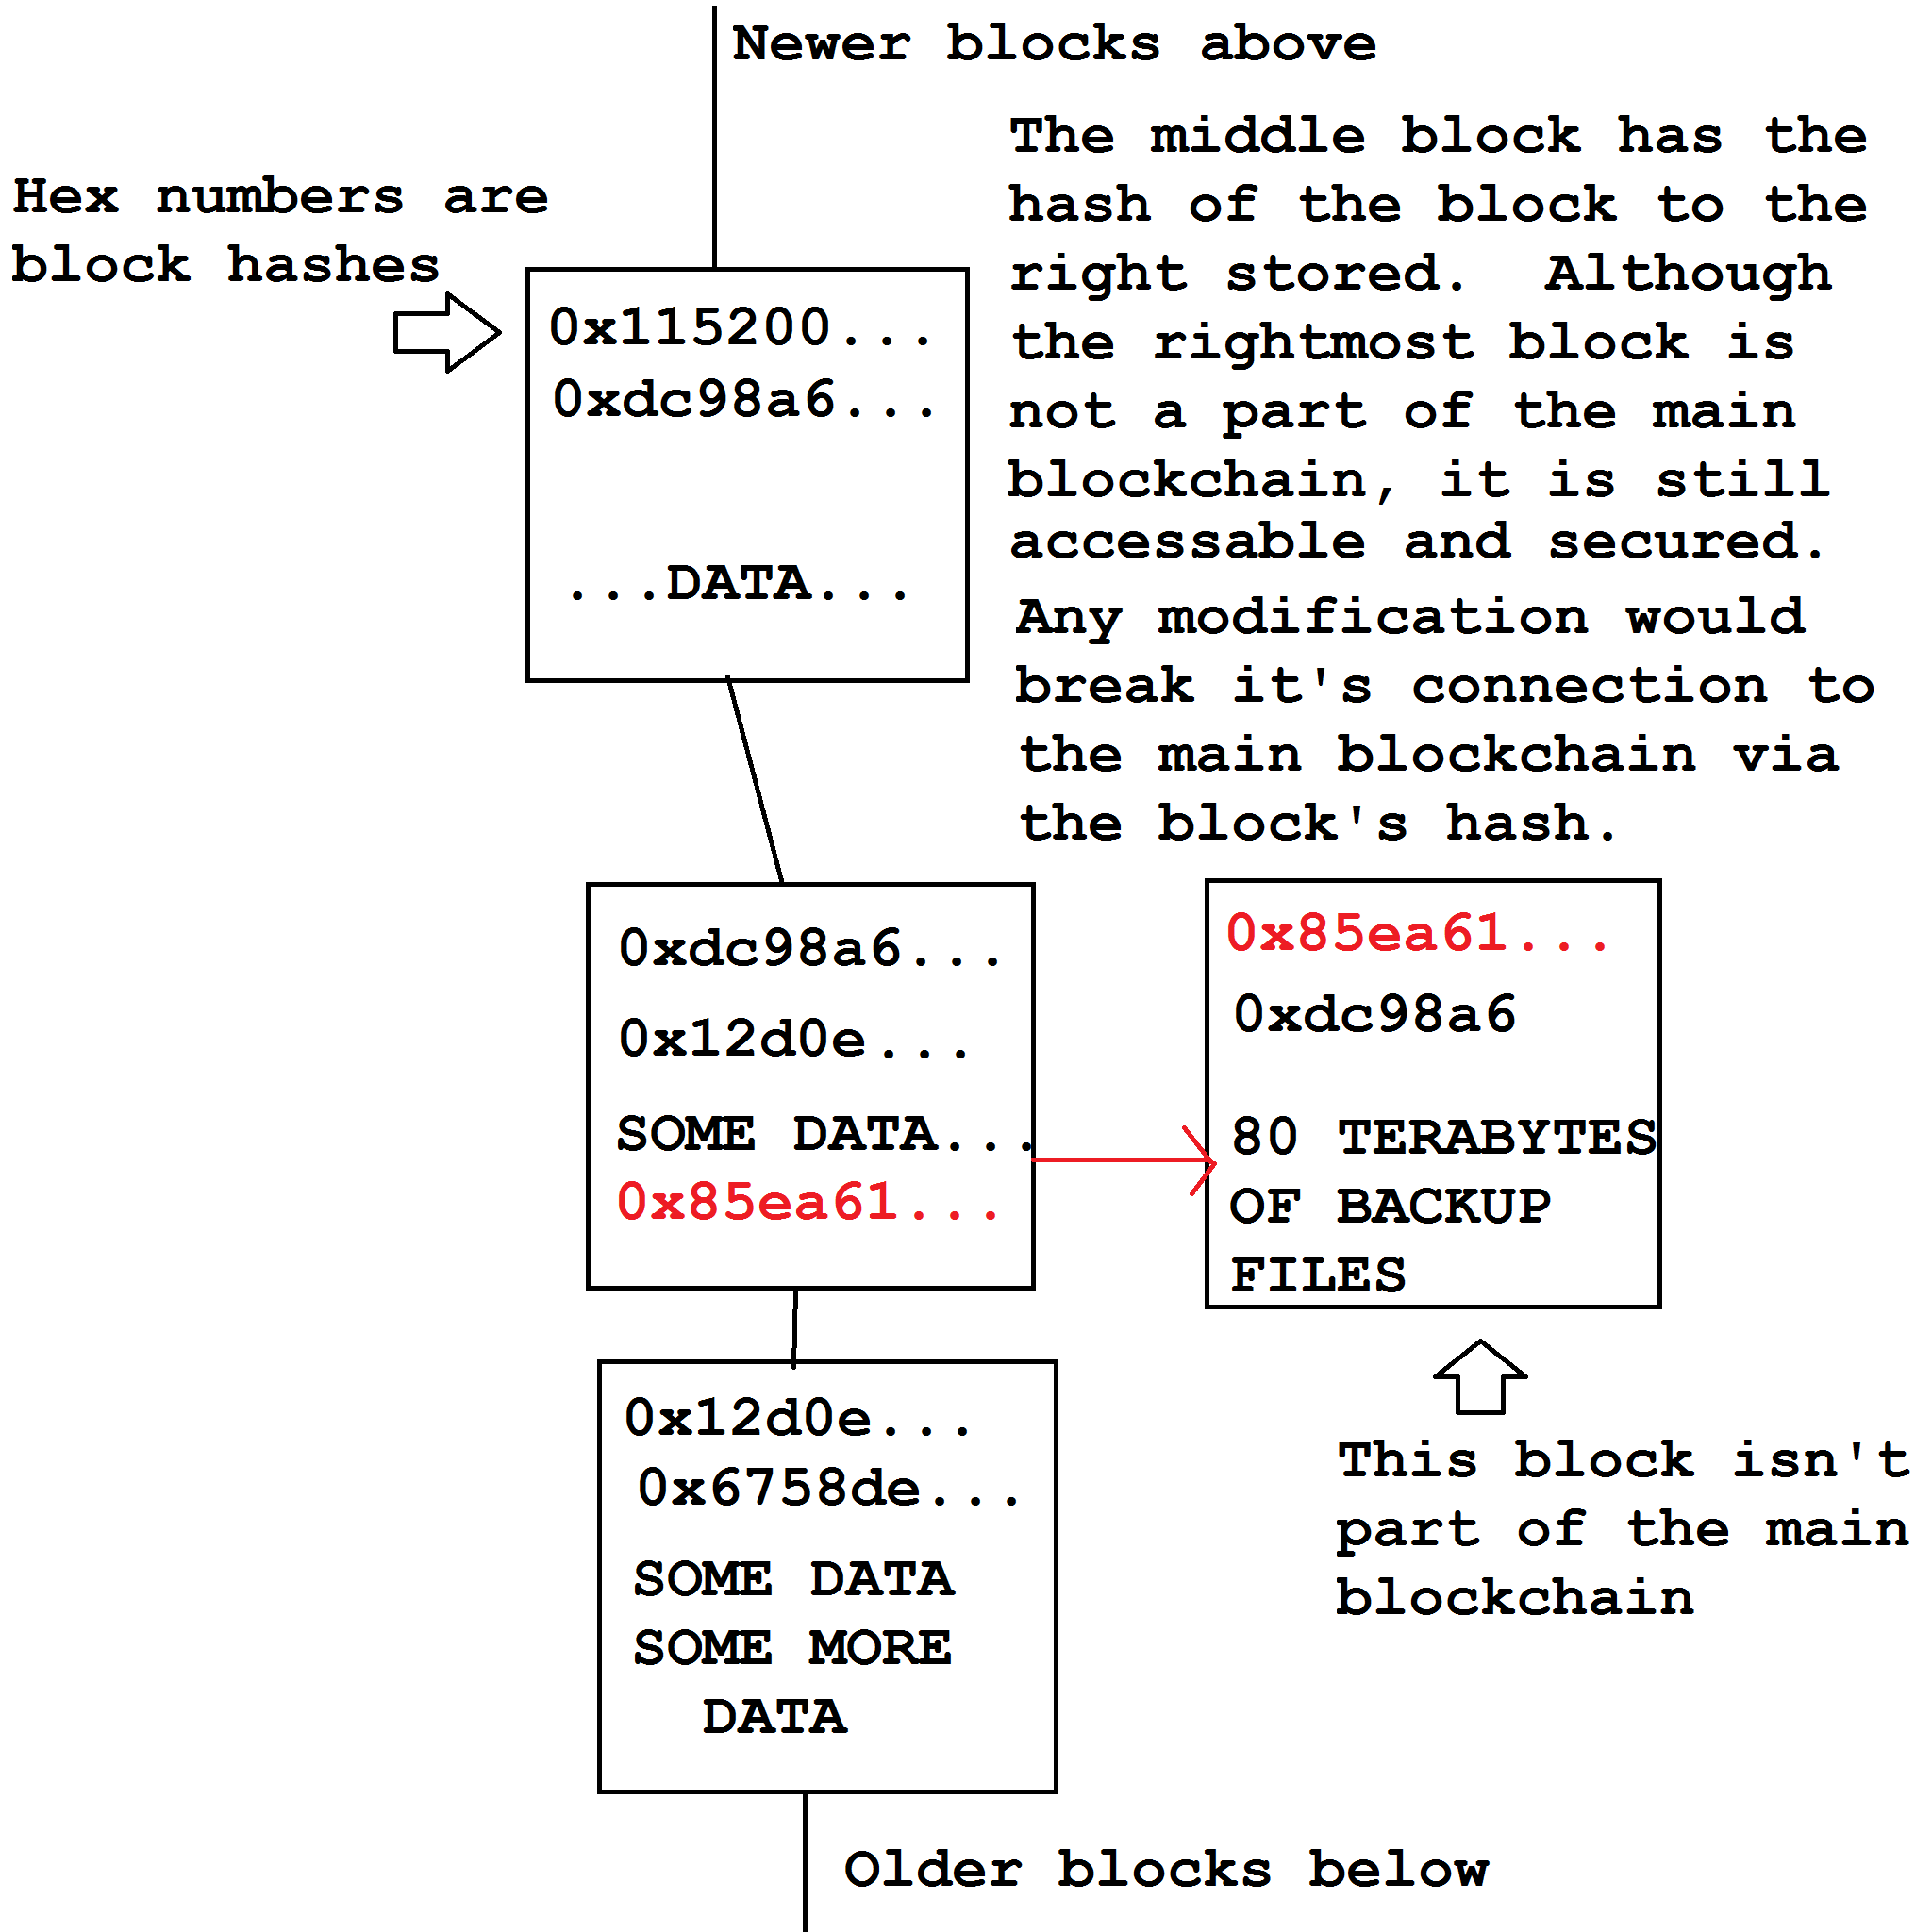 Newer blocks above
Hex numbers are
block hashes
The middle block has the
hash of the block to the
right stored.  Although
the rightmost block is
not a part of the main
blockchain, it is still
accessable and secured.
Any modification would
break it's connection to
the main blockchain via
the block's hash.
0x115200...
0xdc98a6...
...DATA...
0xdc98a6...
0x12d0e...
SOME DATA...
0x85ea61...
0x85ea61...
0xdc98a6
80 TERABYTES
OF BACKUP
FILES
This block isn't
part of the main
blockchain
0x12d0e...
0x6758de...
SOME DATA
SOME MORE
DATA
Older blocks below